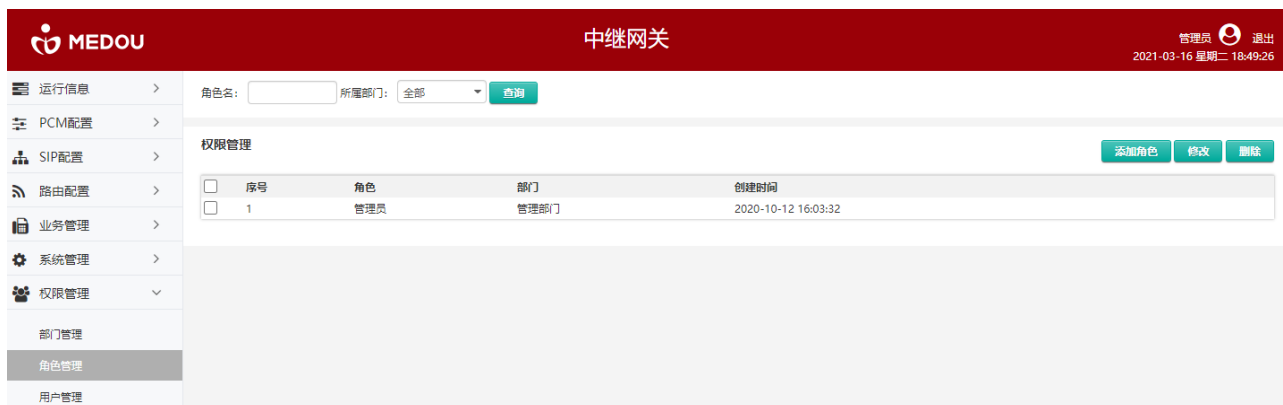 MEDOU
中继网关
管理员 退出
2021-03-16 星期二 18:49:26
运行信息
PCM配置
SIP配置
路由配置
业务管理
系统管理
权限管理
部门管理
角色管理
用户管理
角色名： 所属部门： 全部 查询
权限管理
添加角色 修改 删除
序号 角色 部门 创建时间
1 管理员 管理部门 2020-10-12 16:03:32